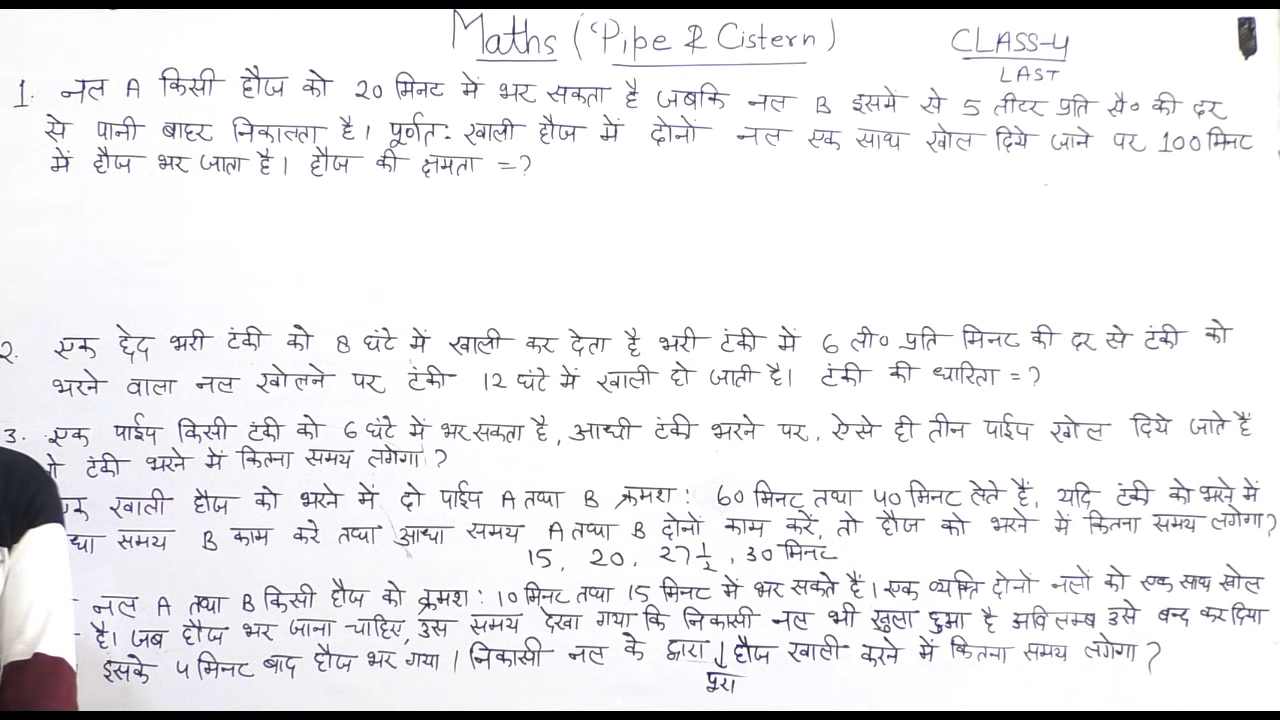 Maths (Pipe & Cistern)
CLASS-4
LAST
1. नल A किसी हौज को 20 मिनट में भर सकता है जबकि नल B इसमें से 5 लीटर प्रति सै० की दर
से पानी बाहर निकालता है। पूर्णत: खाली हौज में दोनों नल एक साथ खोल दिये जाने पर 100 मिनट
में हौज भर जाता है। हौज की क्षमता = ?
2. एक छेद भरी टंकी को 8 घंटे में खाली कर देता है भरी टंकी में 6 ली० प्रति मिनट की दर से टंकी को
भरने वाला नल खोलने पर टंकी 12 घंटे में खाली हो जाती है। टंकी की धारिता = ?
3. एक पाईप किसी टंकी को 6 घंटे में भर सकता है, आधी टंकी भरने पर, ऐसे ही तीन पाईप खोल दिये जाते हैं
टंकी भरने में कितना समय लगेगा ?
खाली हौज को भरने में दो पाईप A तथा B क्रमश: 60 मिनट तथा 40 मिनट लेते हैं, यदि टंकी को भरने में
समय B काम करे तथा आधा समय A तथा B दोनों काम करें, तो हौज को भरने में कितना समय लगेगा?
15, 20, 27½, 30 मिनट
नल A तथा B किसी हौज को क्रमश: 10 मिनट तथा 15 मिनट में भर सकते हैं। एक व्यक्ति दोनों नलों को एक साथ खोल
है। जब हौज भर जाना चाहिए, उस समय देखा गया कि निकासी नल भी खुला हुआ है अविलम्ब उसे बन्द कर दिया
इसके 4 मिनट बाद हौज भर गया। निकासी नल के द्वारा ↓ हौज खाली करने में कितना समय लगेगा ?
पूरा